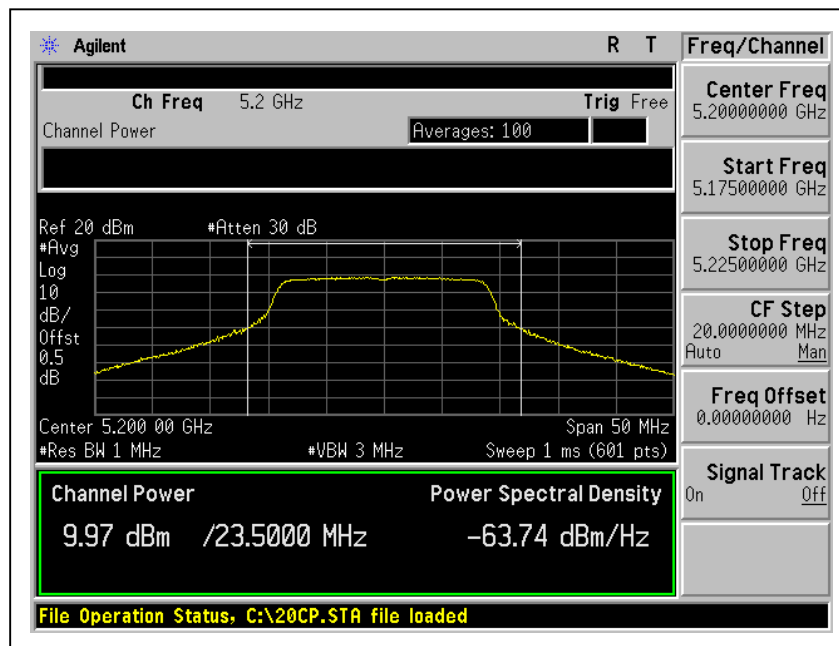 Agilent R T
Freq/Channel
Ch Freq 5.2 GHz Trig Free
Channel Power Averages: 100
Ref 20 dBm #Atten 30 dB
#Avg
Log
10
dB/
Offst
0.5
dB
Center 5.200 00 GHz Span 50 MHz
#Res BW 1 MHz #VBW 3 MHz Sweep 1 ms (601 pts)
Channel Power Power Spectral Density
9.97 dBm /23.5000 MHz -63.74 dBm/Hz
File Operation Status, C:\20CP.STA file loaded
Center Freq
5.20000000 GHz
Start Freq
5.17500000 GHz
Stop Freq
5.22500000 GHz
CF Step
20.0000000 MHz
Auto Man
Freq Offset
0.00000000 Hz
Signal Track
On Off